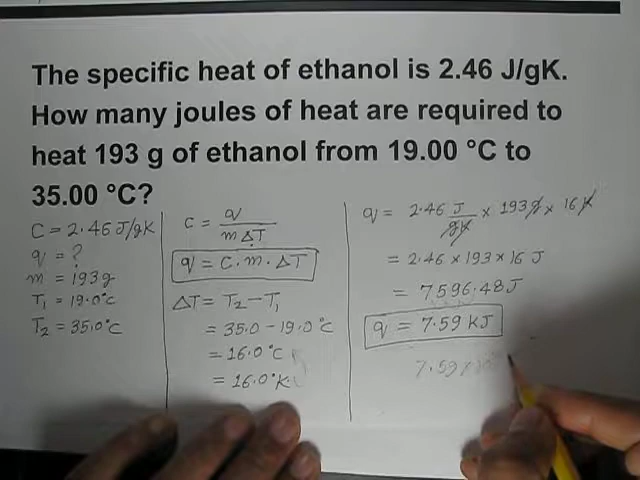 The specific heat of ethanol is 2.46 J/gK.
How many joules of heat are required to
heat 193 g of ethanol from 19.00 °C to
35.00 °C?
C = 2.46 J/gK
q = ?
m = 193g
T₁ = 19.0°C
T₂ = 35.0°C
c = q / m ΔT
q = C.m.ΔT
ΔT = T₂ - T₁
= 35.0 - 19.0°C
= 16.0°C
= 16.0°K
q = 2.46 J/gK × 193g × 16K
= 2.46 × 193 × 16 J
= 7596.48J
q = 7.59 KJ
7.59 ×